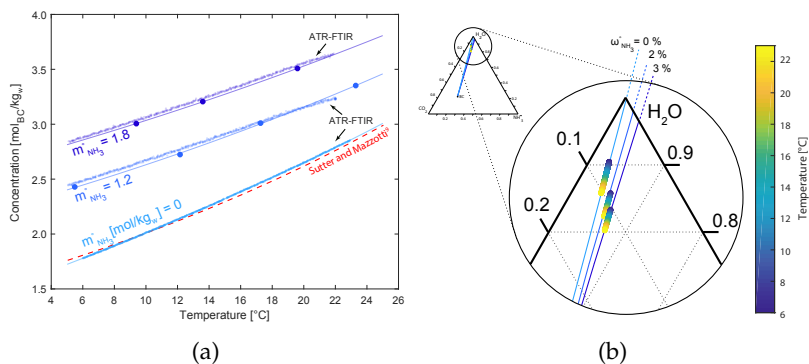 (a)
Concentration [mol_BC/kg_w]
4.0
3.5
3.0
2.5
2.0
1.5
4 6 8 10 12 14 16 18 20 22 24 26
Temperature [°C]
ATR-FTIR
ATR-FTIR
m°_NH3 = 1.8
m°_NH3 = 1.2
m°_NH3 [mol/kg_w] = 0
Sutter and Mazzotti
(b)
H2O
ω°_NH3 = 0 %
2 %
3 %
H2O
0.1
0.9
0.2
0.8
Temperature [°C]
22
20
18
16
14
12
10
8
6